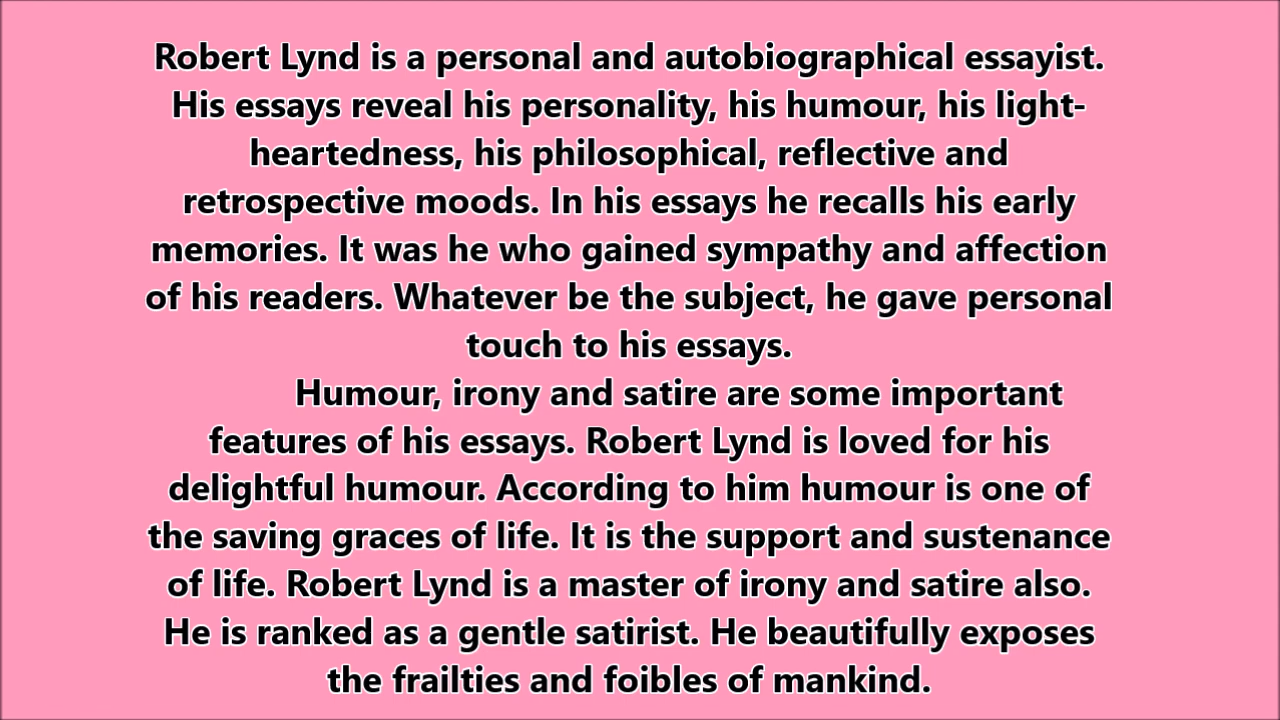 Robert Lynd is a personal and autobiographical essayist.
His essays reveal his personality, his humour, his light-
heartedness, his philosophical, reflective and
retrospective moods. In his essays he recalls his early
memories. It was he who gained sympathy and affection
of his readers. Whatever be the subject, he gave personal
touch to his essays.
Humour, irony and satire are some important
features of his essays. Robert Lynd is loved for his
delightful humour. According to him humour is one of
the saving graces of life. It is the support and sustenance
of life. Robert Lynd is a master of irony and satire also.
He is ranked as a gentle satirist. He beautifully exposes
the frailties and foibles of mankind.